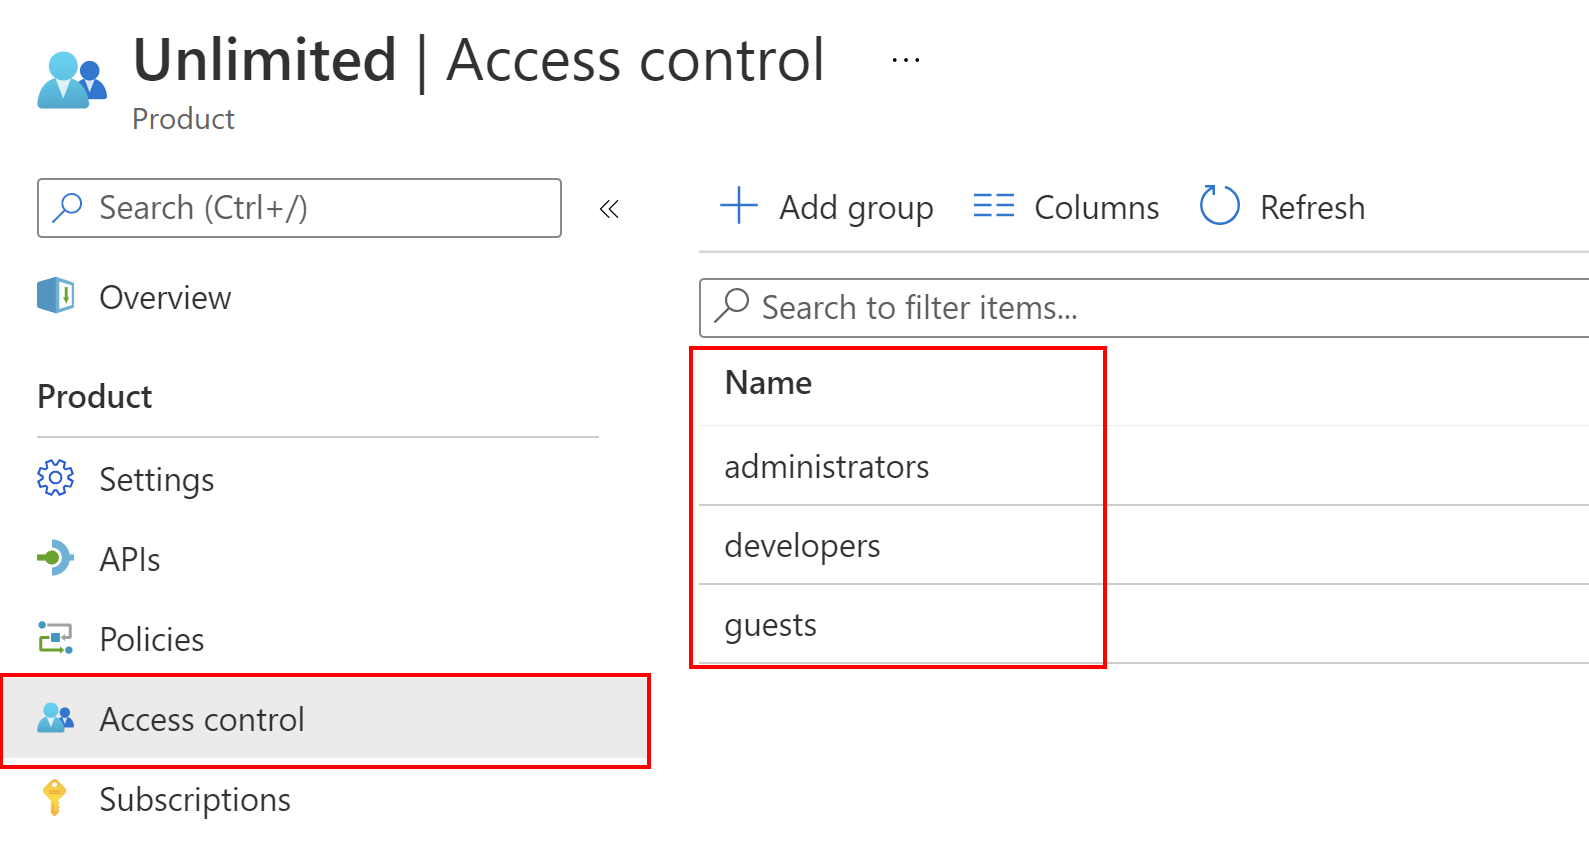 Unlimited | Access control ...
Product
Search (Ctrl+/)
Overview
Product
Settings
APIs
Policies
Access control
Subscriptions
Add group Columns Refresh
Search to filter items...
Name
administrators
developers
guests